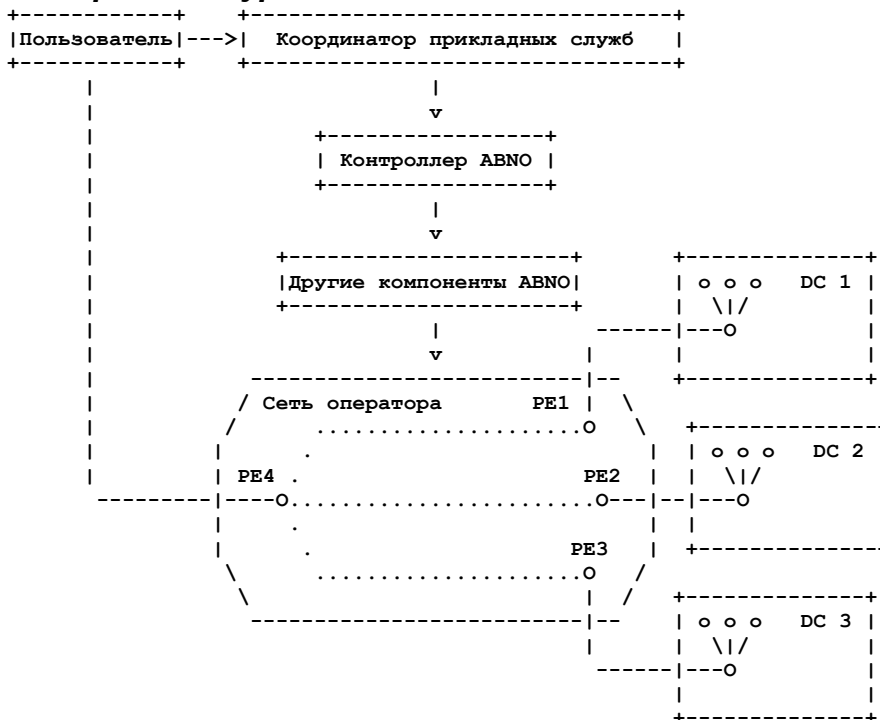 Пользователь
Координатор прикладных служб
Контроллер ABNO
Другие компоненты ABNO
o o o DC 1
O
Сеть оператора PE1
O
o o o DC 2
PE4 PE2
O O O
PE3
O
o o o DC 3
O